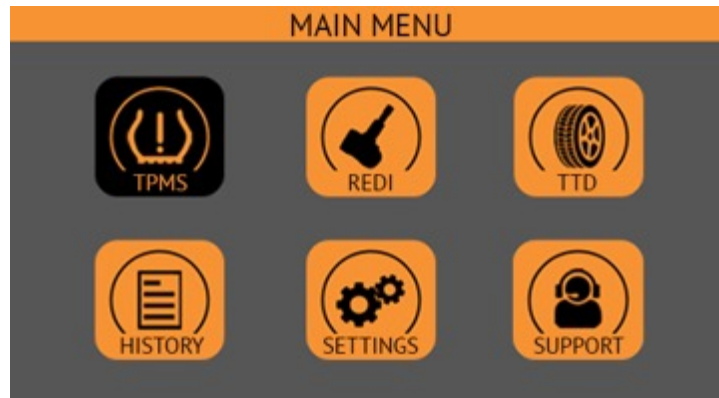 MAIN MENU
TPMS
REDI
TTD
HISTORY
SETTINGS
SUPPORT